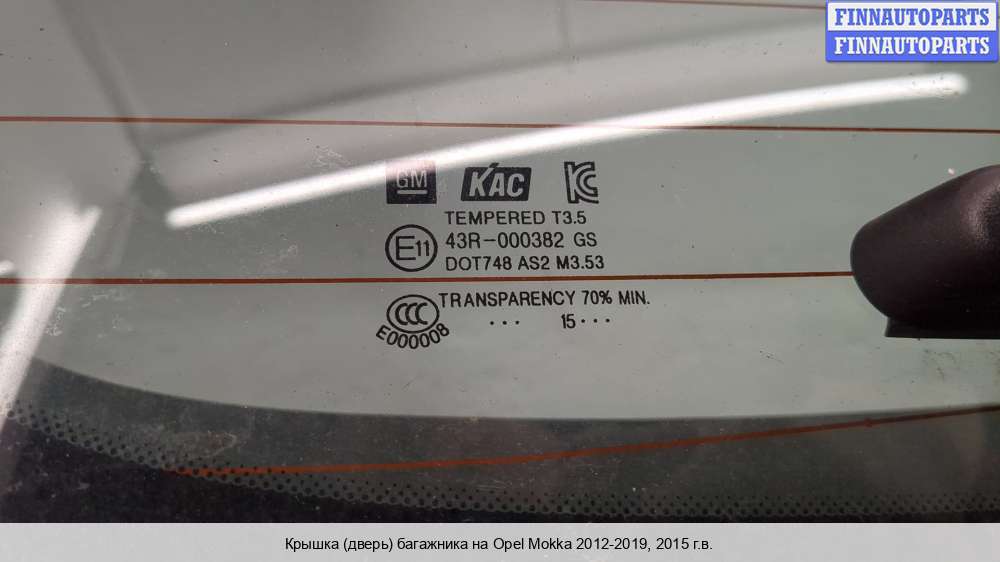 FINNAUTOPARTS
FINNAUTOPARTS
GM KAC KC
TEMPERED T3.5
E11 43R-000382 GS
DOT748 AS2 M3.53
CCC TRANSPARENCY 70% MIN.
E000008 ... 15...
Крышка (дверь) багажника на Opel Mokka 2012-2019, 2015 г.в.